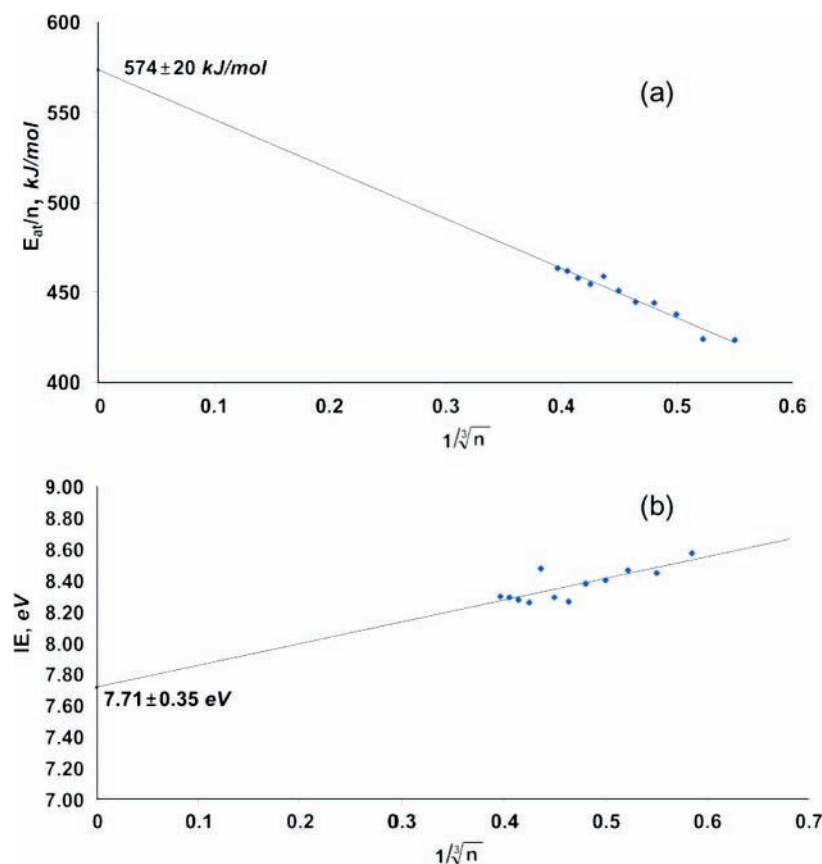 600
574±20 kJ/mol
(a)
550
E_at/n, kJ/mol
500
450
400
0 0.1 0.2 0.3 0.4 0.5 0.6
1/∛n
9.00
(b)
8.80
8.60
8.40
8.20
IE, eV
8.00
7.80
7.71±0.35 eV
7.60
7.40
7.20
7.00
0 0.1 0.2 0.3 0.4 0.5 0.6 0.7
1/∛n